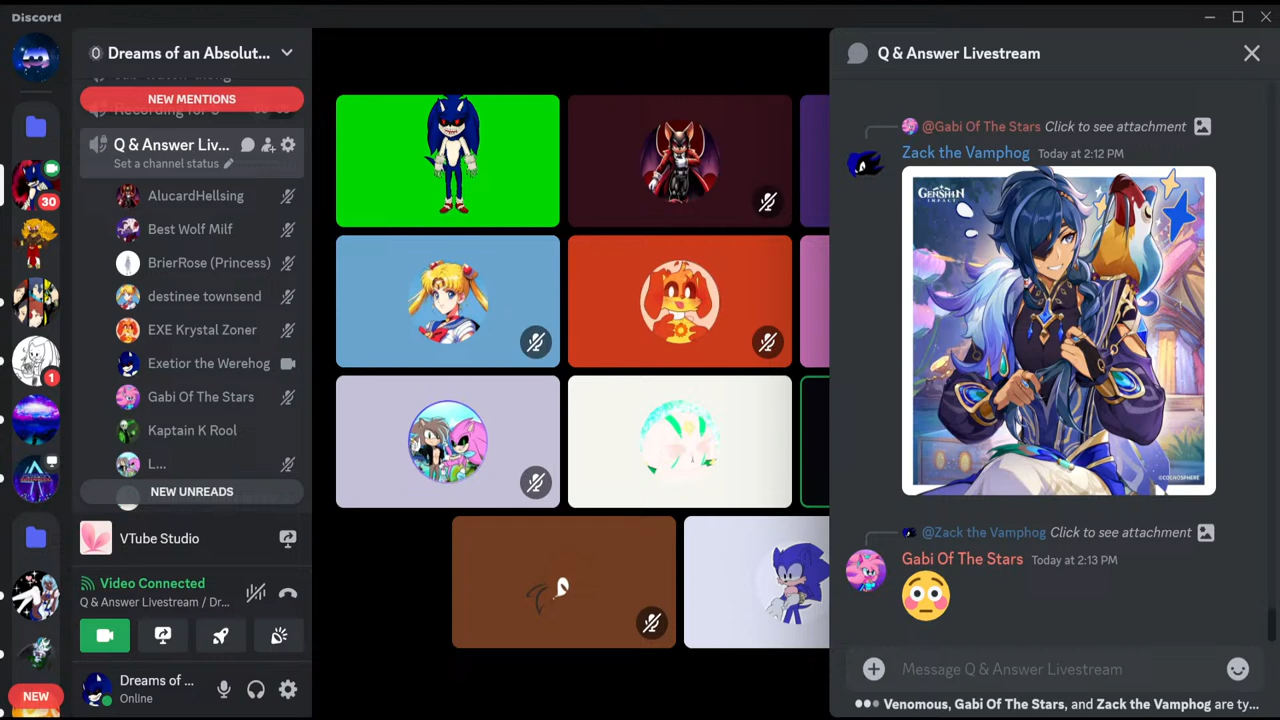 Discord
Dreams of an Absolut...
NEW MENTIONS
Q & Answer Liv...
Set a channel status
AlucardHellsing
Best Wolf Milf
BrierRose (Princess)
destinee townsend
EXE Krystal Zoner
Exetior the Werehog
Gabi Of The Stars
Kaptain K Rool
L...
NEW UNREADS
VTube Studio
Video Connected
Q & Answer Livestream / Dr...
Dreams of ...
Online
30
1
NEW
Q & Answer Livestream
@Gabi Of The Stars Click to see attachment
Zack the Vamphog Today at 2:12 PM
GENSHIN
IMPACT
©COGNOSPHERE
@Zack the Vamphog Click to see attachment
Gabi Of The Stars Today at 2:13 PM
Message Q & Answer Livestream
Venomous, Gabi Of The Stars, and Zack the Vamphog are ty...